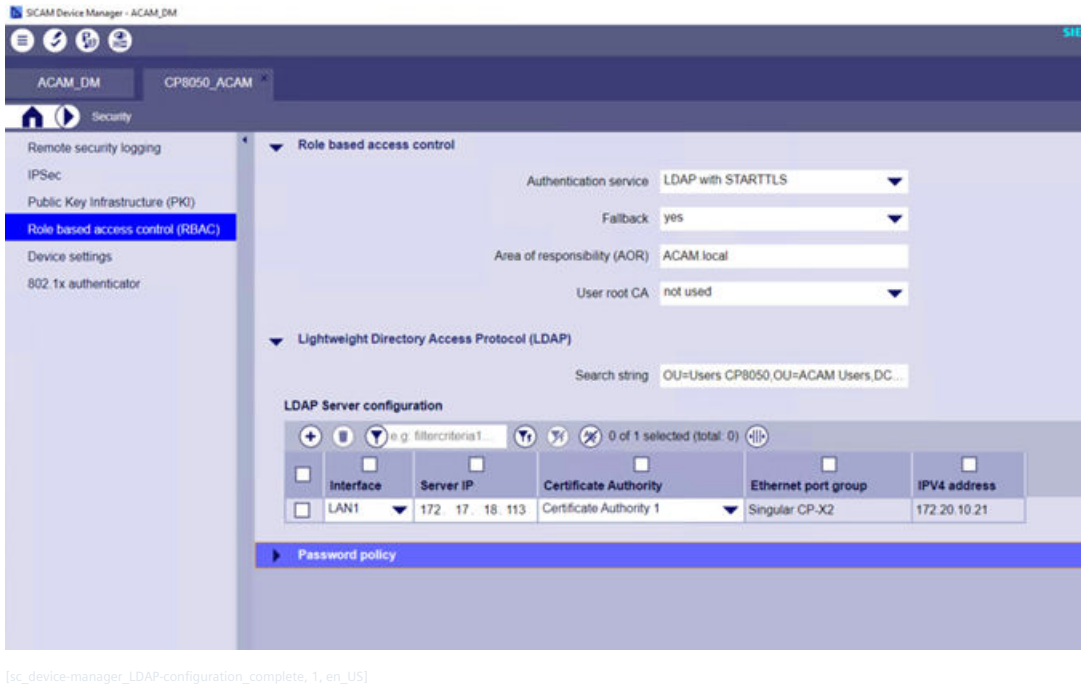 SICAM Device Manager - ACAM_DM
SIE
ACAM_DM CP8050_ACAM
Security
Remote security logging
IPSec
Public Key Infrastructure (PKI)
Role based access control (RBAC)
Device settings
802.1x authenticator
Role based access control
Authentication service LDAP with STARTTLS
Fallback yes
Area of responsibility (AOR) ACAM.local
User root CA not used
Lightweight Directory Access Protocol (LDAP)
Search string OU=Users CP8050,OU=ACAM Users,DC...
LDAP Server configuration
e.g: filtercriteria1... 0 of 1 selected (total: 0)
Interface Server IP Certificate Authority Ethernet port group IPV4 address
LAN1 172. 17. 18. 113 Certificate Authority 1 Singular CP-X2 172.20.10.21
Password policy
[sc_device-manager_LDAP-configuration_complete, 1, en_US]